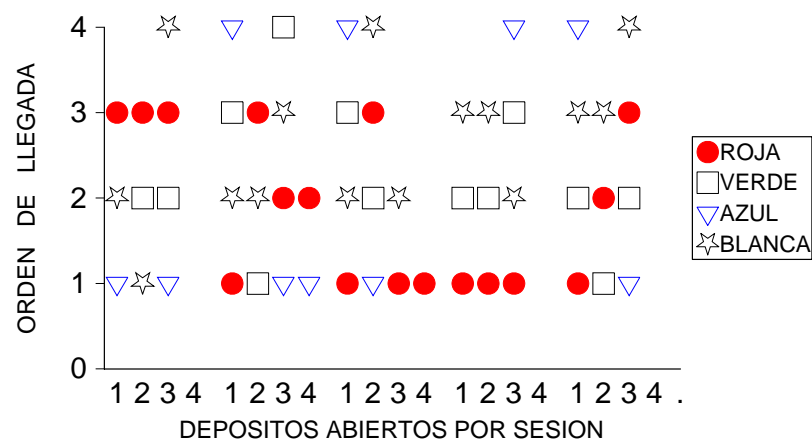 4
3
2
1
0
ORDEN DE LLEGADA
1 2 3 4 1 2 3 4 1 2 3 4 1 2 3 4 1 2 3 4 .
DEPOSITOS ABIERTOS POR SESION
ROJA
VERDE
AZUL
BLANCA